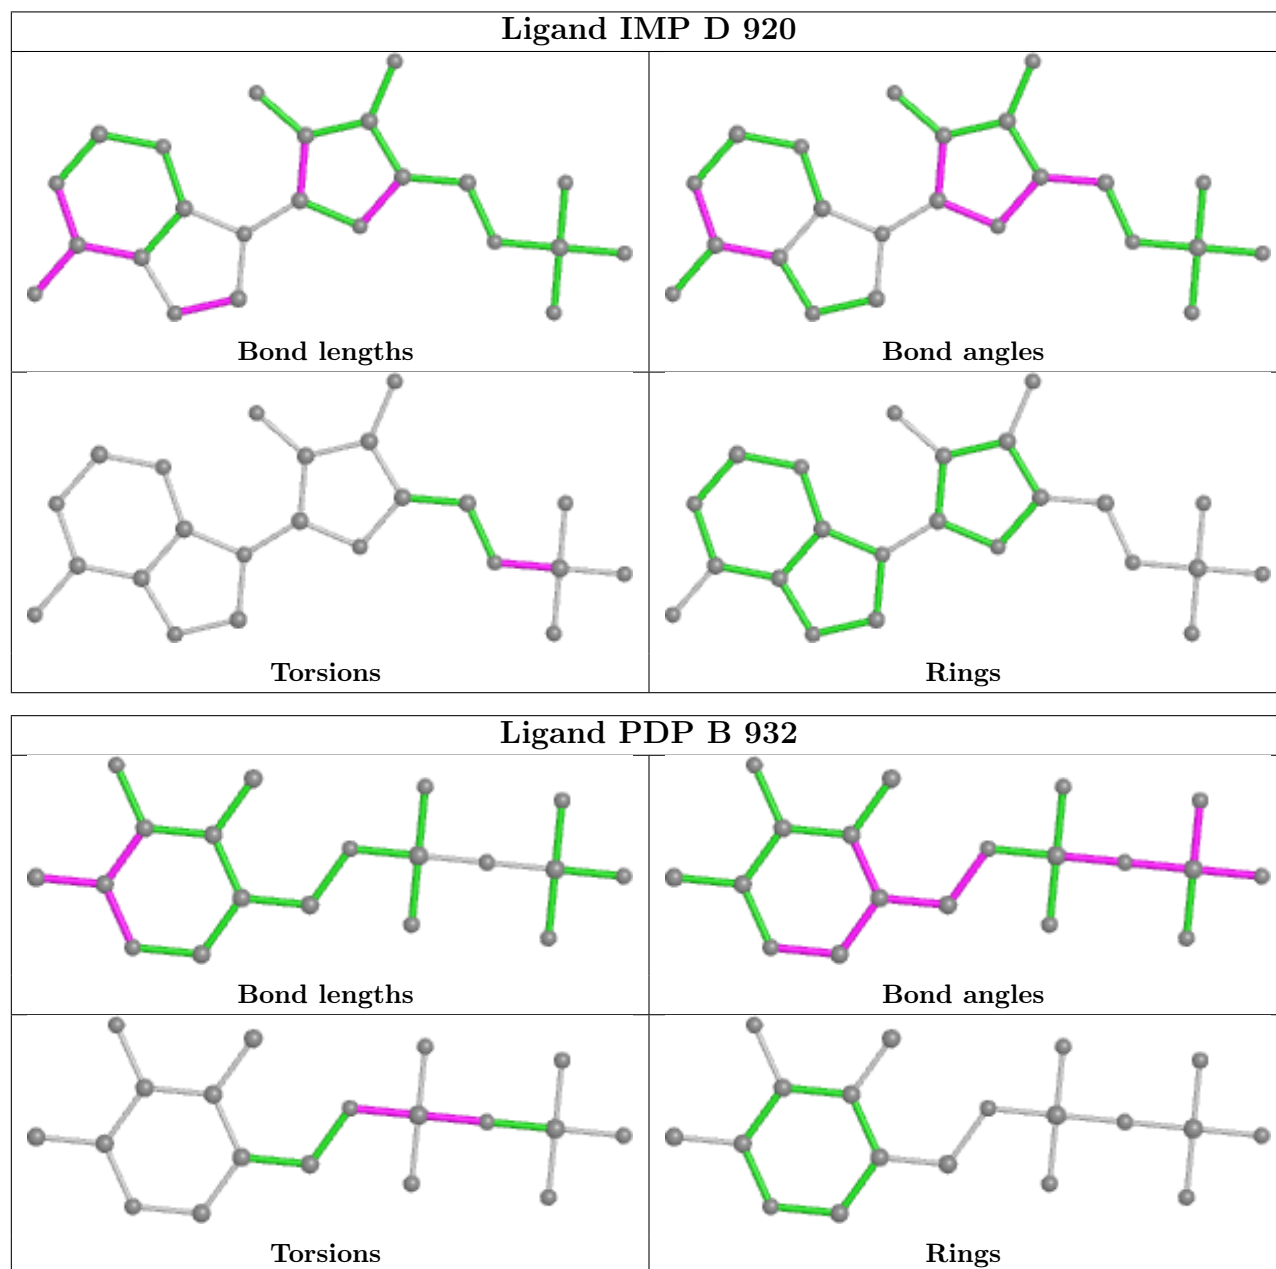 Ligand IMP D 920
Bond lengths
Bond angles
Torsions
Rings
Ligand PDP B 932
Bond lengths
Bond angles
Torsions
Rings